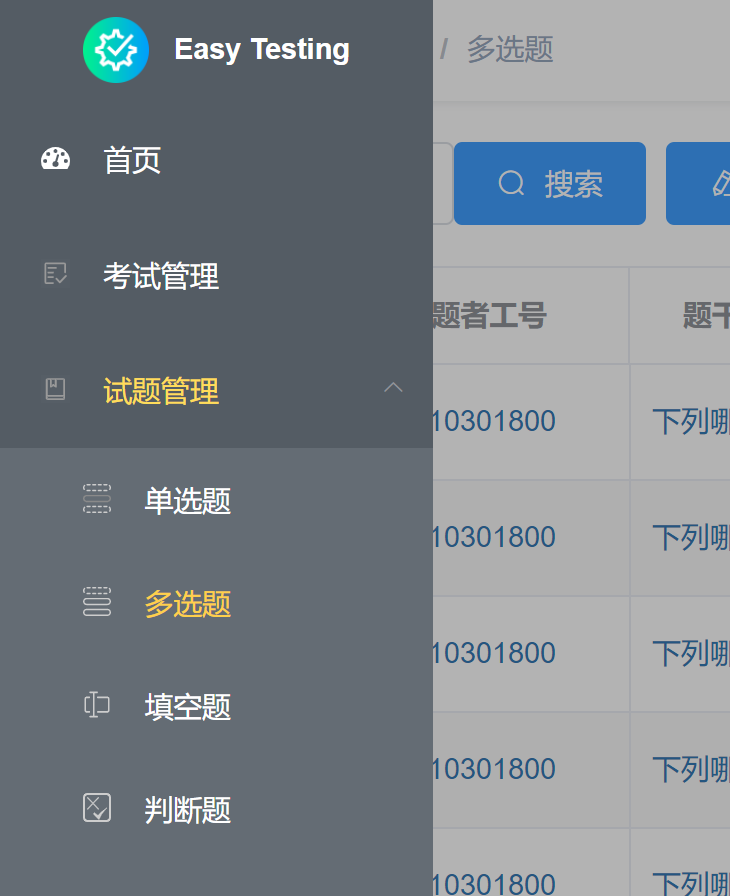 Easy Testing
首页
考试管理
试题管理
单选题
多选题
填空题
判断题
/ 多选题
搜索
题者工号
题干
10301800
下列哪
10301800
下列哪
10301800
下列哪
10301800
下列哪
10301800
下列哪